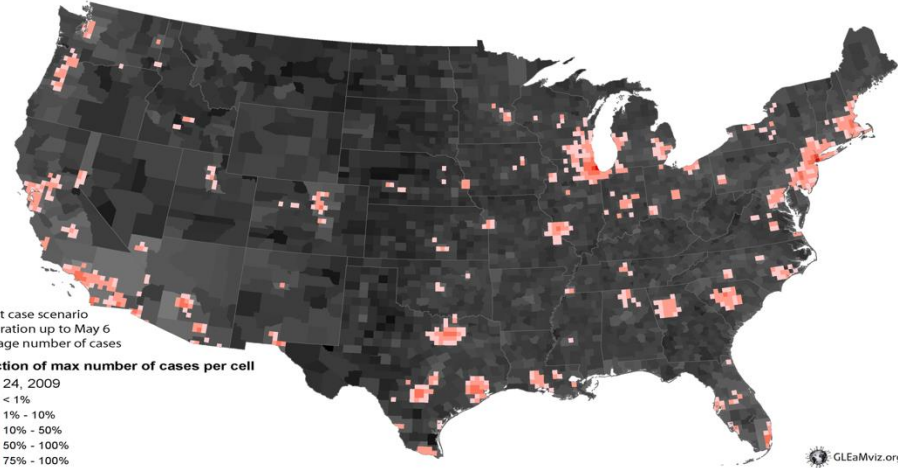 t case scenario
ration up to May 6
age number of cases
ction of max number of cases per cell
24, 2009
< 1%
1% - 10%
10% - 50%
50% - 100%
75% - 100%
GLEaMviz.org